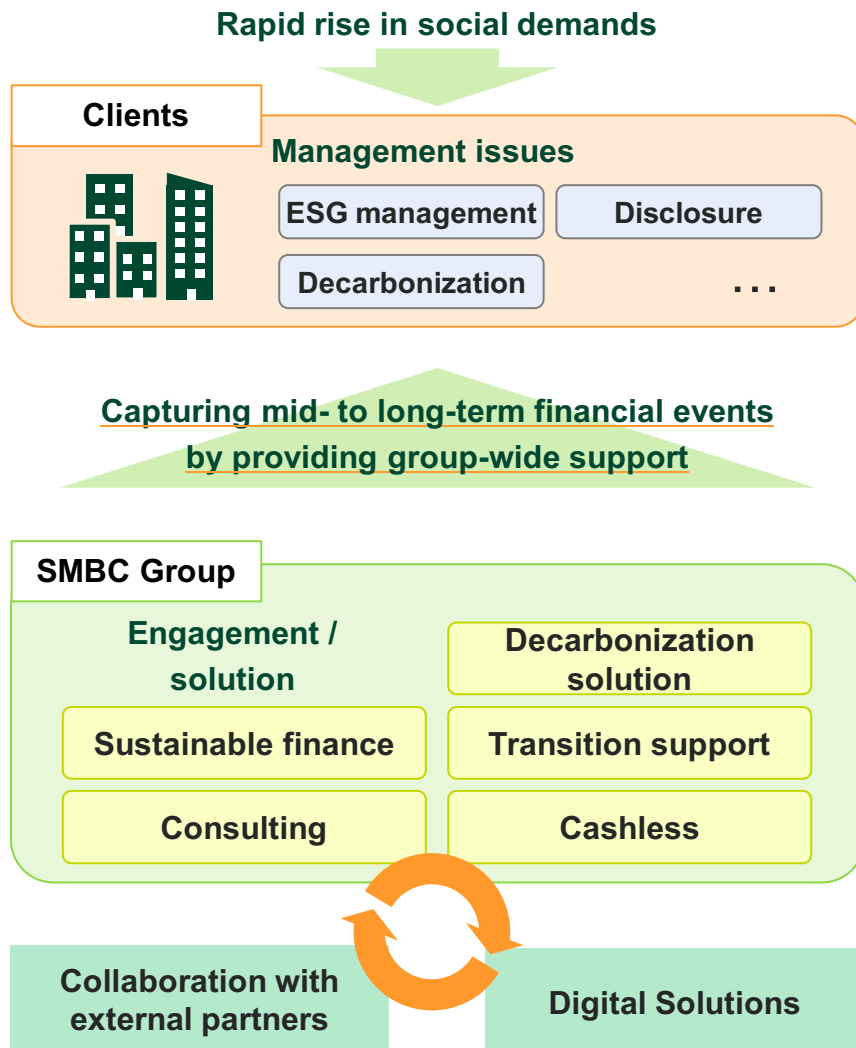 Rapid rise in social demands
Clients
Management issues
ESG management
Disclosure
Decarbonization
...
Capturing mid- to long-term financial events
by providing group-wide support
SMBC Group
Engagement /
solution
Decarbonization
solution
Sustainable finance
Transition support
Consulting
Cashless
Collaboration with
external partners
Digital Solutions